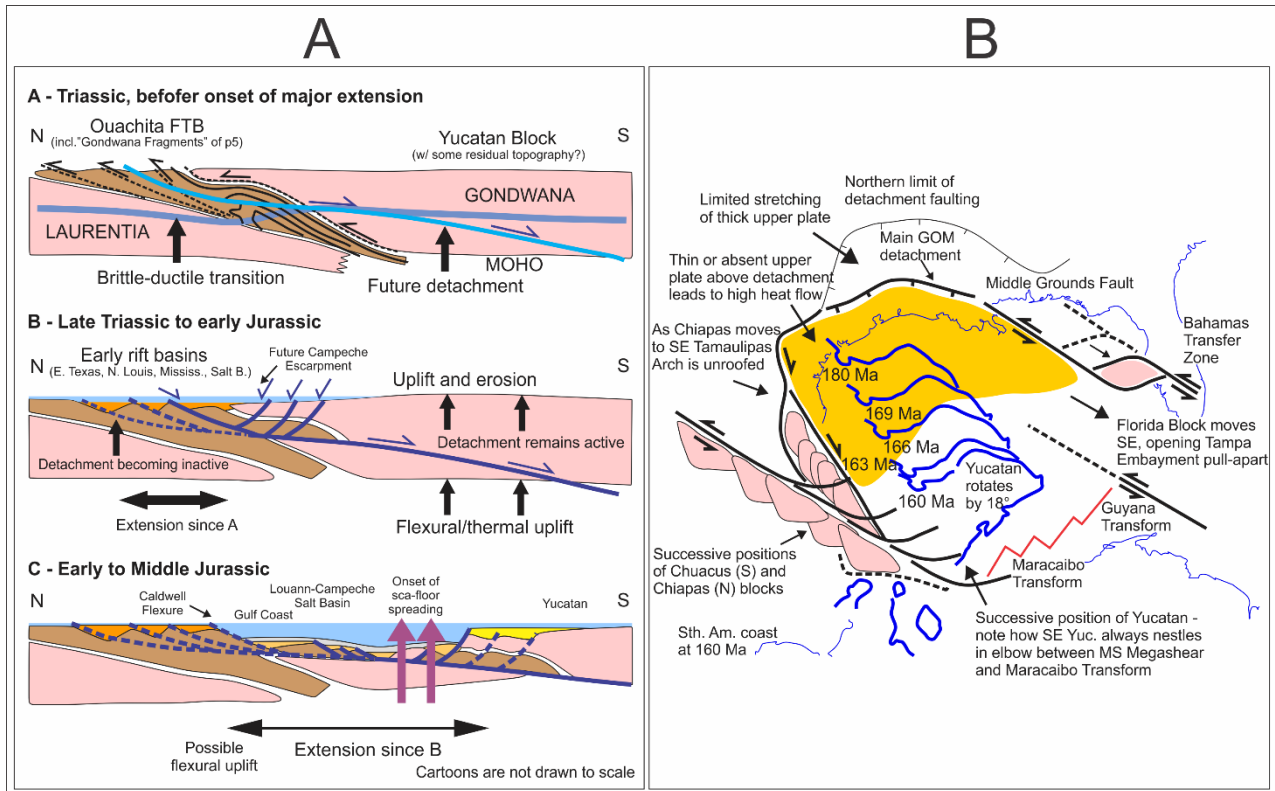 A
B
A - Triassic, befofer onset of major extension
N
Ouachita FTB
(incl."Gondwana Fragments" of p5)
Yucatan Block
(w/ some residual topography?)
S
GONDWANA
LAURENTIA
MOHO
Brittle-ductile transition
Future detachment
B - Late Triassic to early Jurassic
N
Early rift basins
(E. Texas, N. Louis, Mississ., Salt B.)
Future Campeche
Escarpment
Uplift and erosion
S
Detachment remains active
Detachment becoming inactive
Extension since A
Flexural/thermal uplift
C - Early to Middle Jurassic
N
Caldwell
Flexure
Gulf Coast
Louann-Campeche
Salt Basin
Onset of
sca-floor
spreading
Yucatan
S
Possible
flexural uplift
Extension since B
Cartoons are not drawn to scale
Northern limit of
detachment faulting
Limited stretching
of thick upper plate
Main GOM
detachment
Thin or absent upper
plate above detachment
leads to high heat flow
Middle Grounds Fault
Bahamas
Transfer
Zone
As Chiapas moves
to SE Tamaulipas
Arch is unroofed
180 Ma
169 Ma
166 Ma
163 Ma
160 Ma
Yucatan
rotates
by 18°
Florida Block moves
SE, opening Tampa
Embayment pull-apart
Guyana
Transform
Maracaibo
Transform
Successive positions
of Chuacus (S) and
Chiapas (N) blocks
Sth. Am. coast
at 160 Ma
Successive position of Yucatan -
note how SE Yuc. always nestles
in elbow between MS Megashear
and Maracaibo Transform